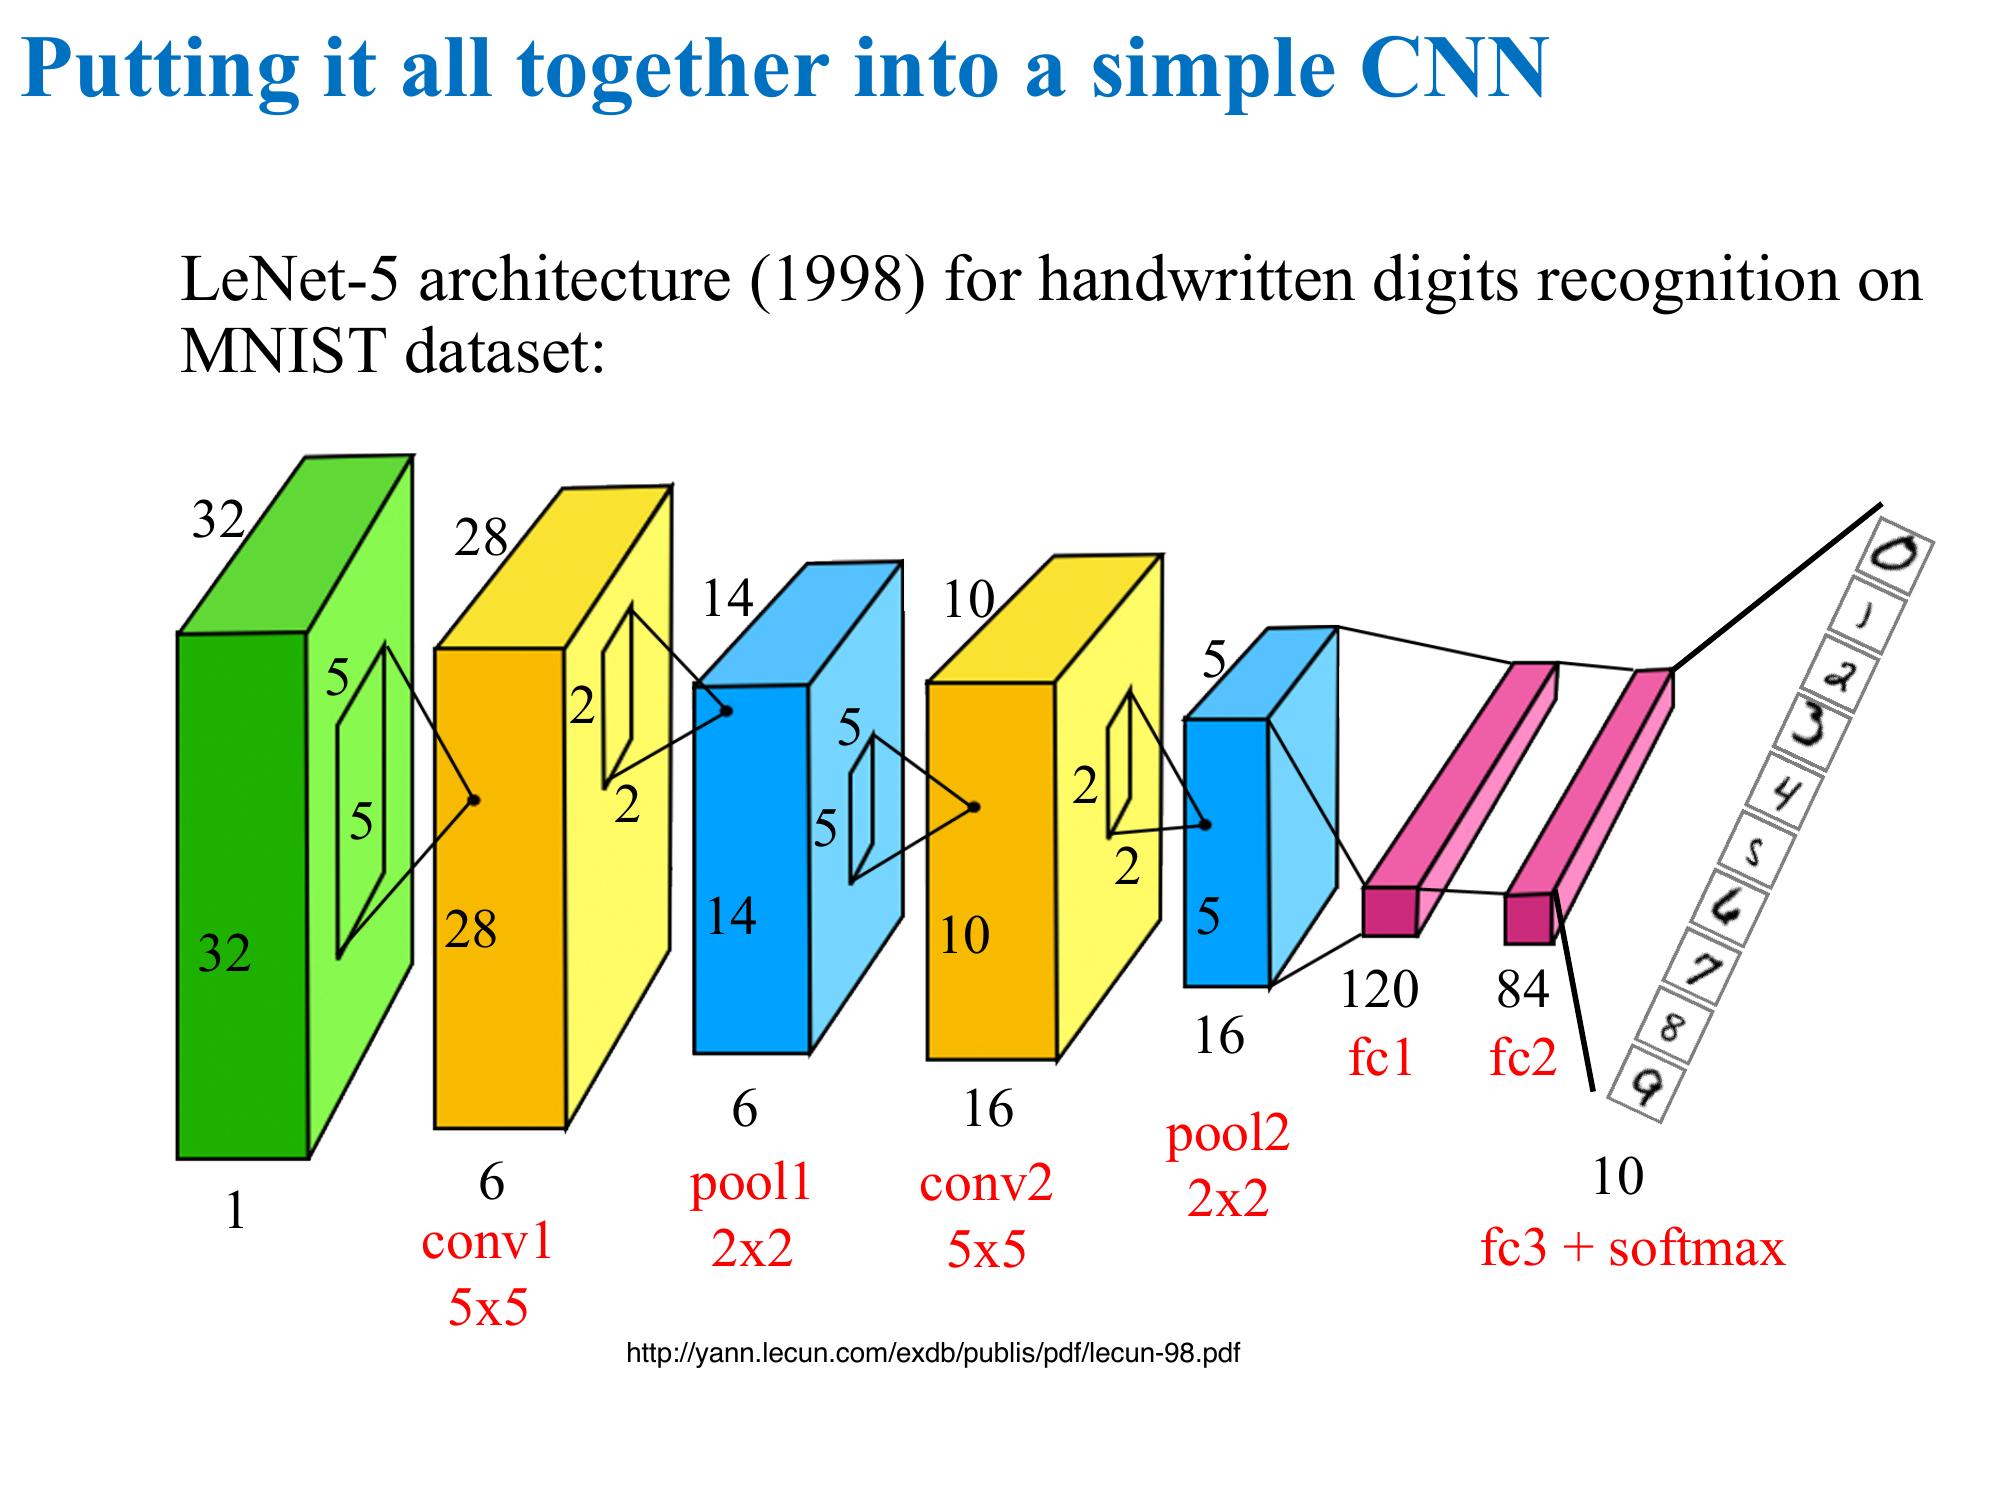 Putting it all together into a simple CNN
LeNet-5 architecture (1998) for handwritten digits recognition on
MNIST dataset:
32
32
5
5
1
28
28
2
2
6
conv1
5x5
14
14
5
5
6
pool1
2x2
10
10
2
2
16
conv2
5x5
5
5
16
pool2
2x2
120
fc1
84
fc2
0
1
2
3
4
5
6
7
8
9
10
fc3 + softmax
http://yann.lecun.com/exdb/publis/pdf/lecun-98.pdf